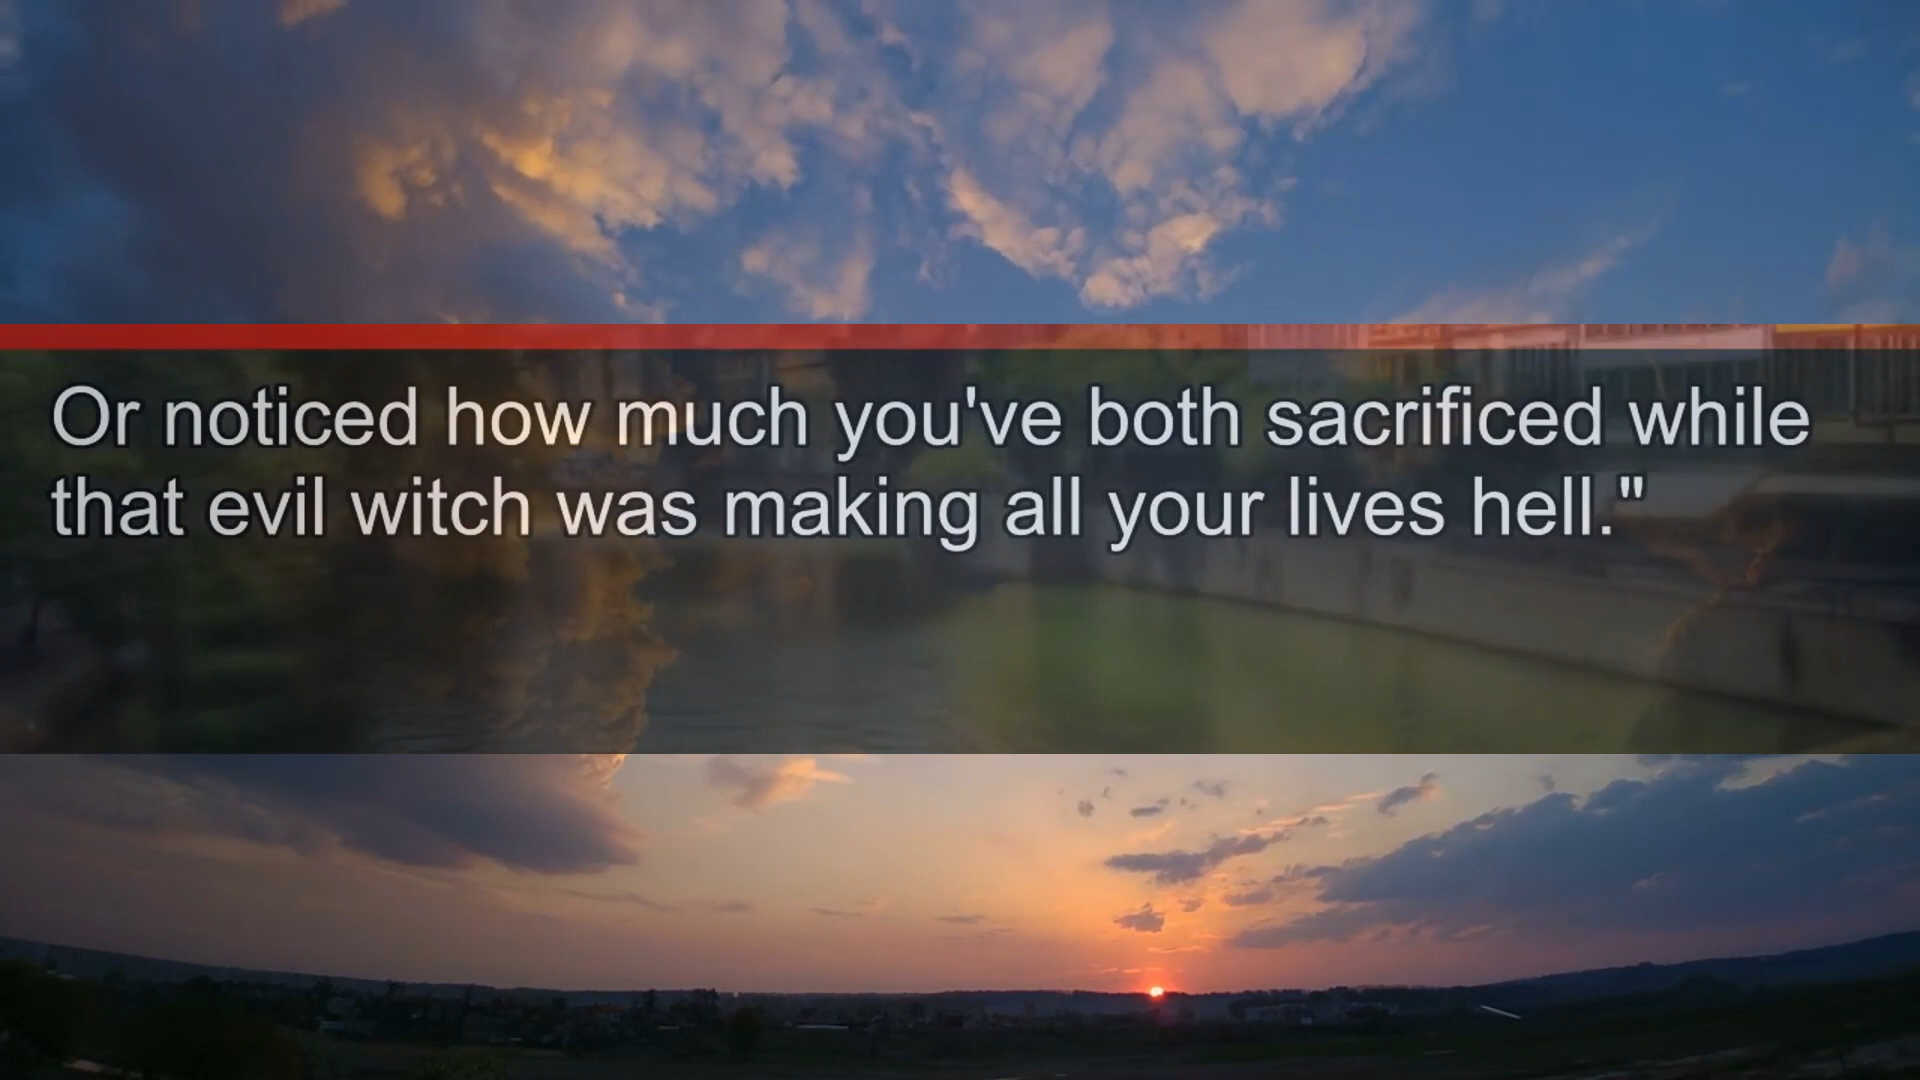 Or noticed how much you've both sacrificed while
that evil witch was making all your lives hell."